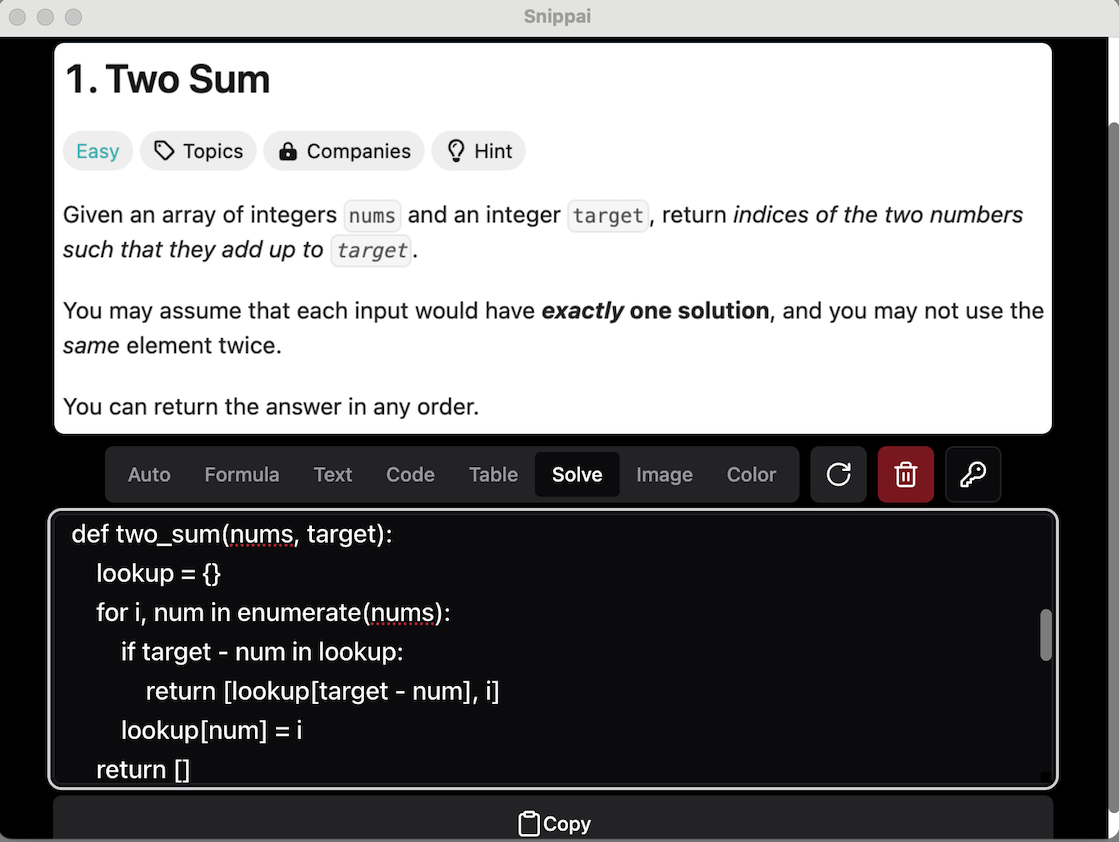 Snippai
1. Two Sum
Easy Topics Companies Hint
Given an array of integers nums and an integer target, return indices of the two numbers
such that they add up to target.
You may assume that each input would have exactly one solution, and you may not use the
same element twice.
You can return the answer in any order.
Auto Formula Text Code Table Solve Image Color
def two_sum(nums, target):
    lookup = {}
    for i, num in enumerate(nums):
        if target - num in lookup:
            return [lookup[target - num], i]
        lookup[num] = i
    return []
Copy